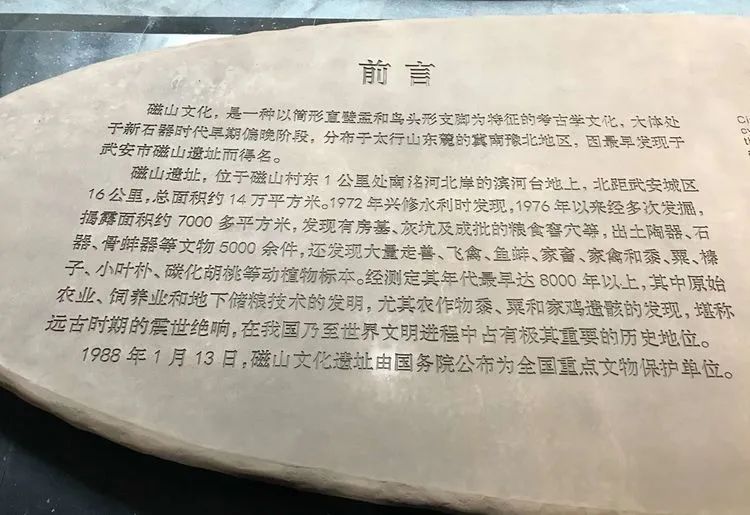 前言
磁山文化，是一种以筒形直壁盂和鸟头形支脚为特征的考古学文化，大体处
于新石器时代早期偏晚阶段，分布于太行山东麓的冀南豫北地区，因最早发现于
武安市磁山遗址而得名。
磁山遗址，位于磁山村东1公里处南洺河北岸的滨河台地上，北距武安城区
16公里，总面积约14万平方米。1972年兴修水利时发现，1976年以来经多次发掘，
揭露面积约7000多平方米，发现有房基、灰坑及成批的粮食窖穴等，出土陶器、石
器、骨蚌器等文物5000余件，还发现大量走兽、飞禽、鱼蚌、家畜、家禽和黍、粟、榛
子、小叶朴、碳化胡桃等动植物标本。经测定其年代最早达8000年以上，其中原始
农业、饲养业和地下储粮技术的发明，尤其农作物黍、粟和家鸡遗骸的发现，堪称
远古时期的震世绝响，在我国乃至世界文明进程中占有极其重要的历史地位。
1988年1月13日，磁山文化遗址由国务院公布为全国重点文物保护单位。